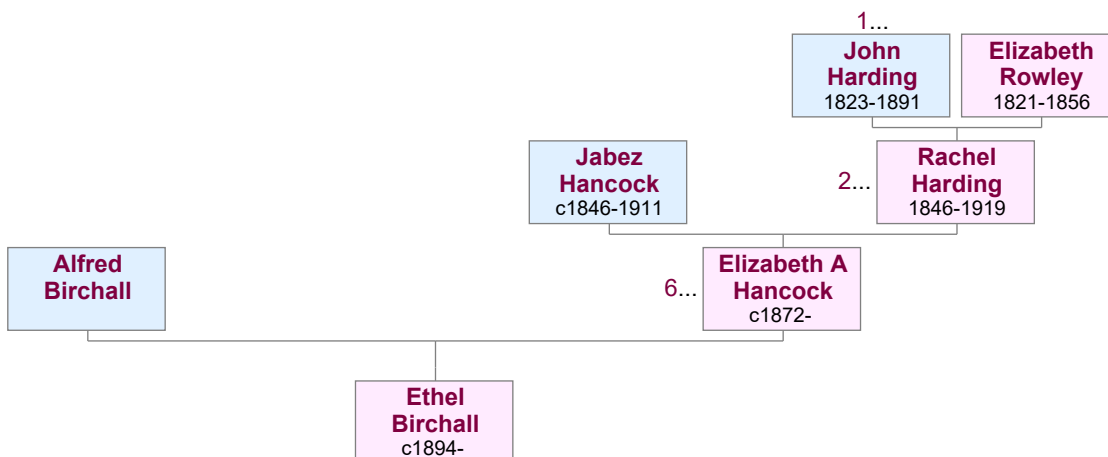 1...
John
Harding
1823-1891
Elizabeth
Rowley
1821-1856
Jabez
Hancock
c1846-1911
2...
Rachel
Harding
1846-1919
Alfred
Birchall
6...
Elizabeth A
Hancock
c1872-
Ethel
Birchall
c1894-